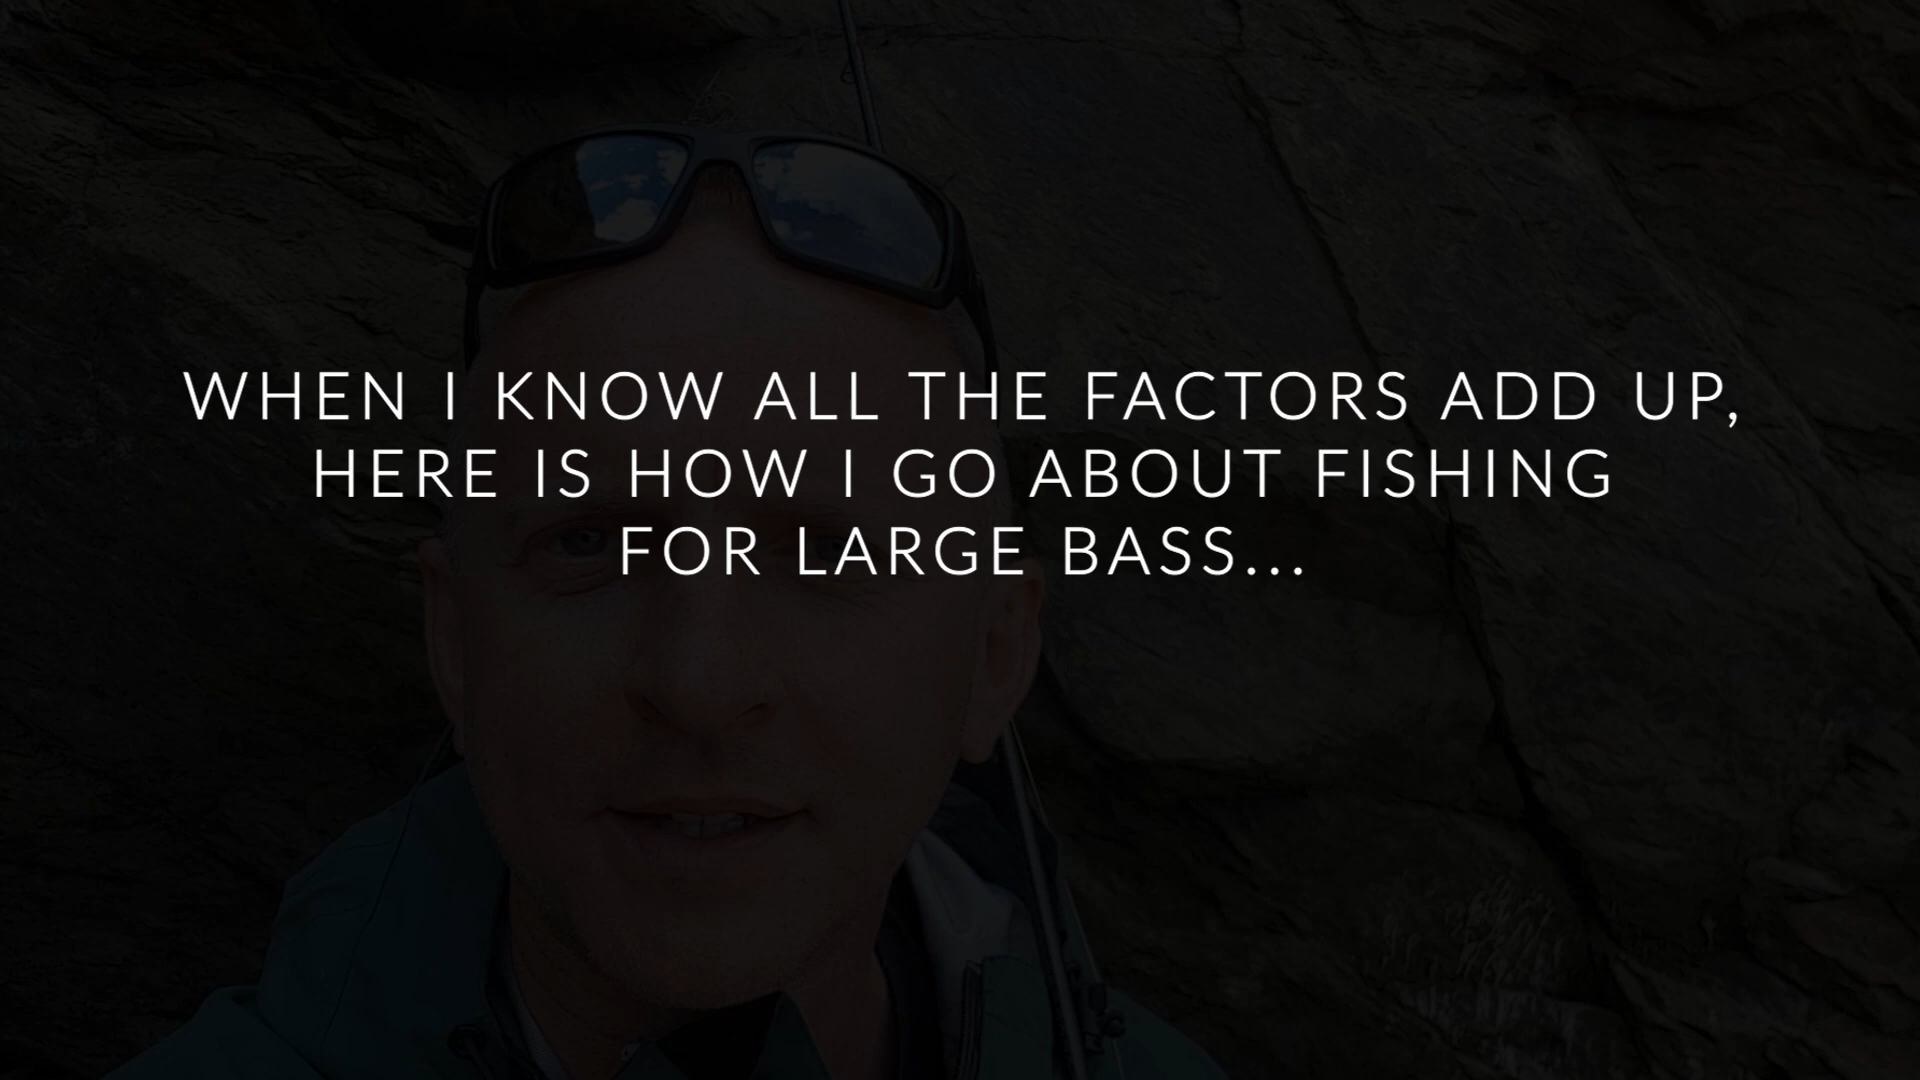 WHEN I KNOW ALL THE FACTORS ADD UP,
HERE IS HOW I GO ABOUT FISHING
FOR LARGE BASS...